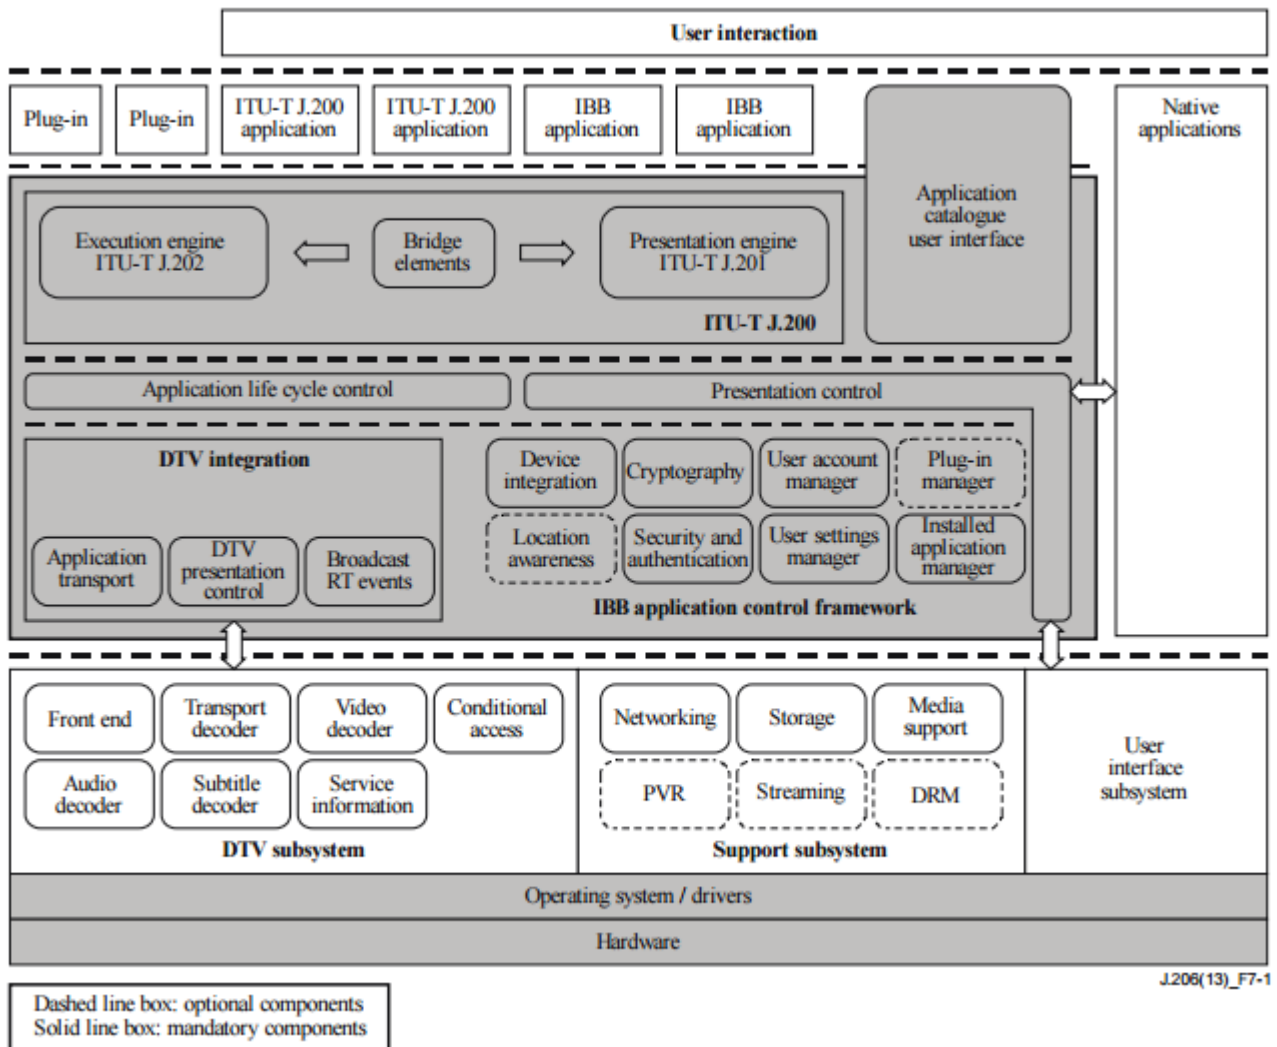 User interaction
Plug-in
Plug-in
ITU-T J.200
application
ITU-T J.200
application
IBB
application
IBB
application
Application
catalogue
user interface
Native
applications
Execution engine
ITU-T J.202
Bridge
elements
Presentation engine
ITU-T J.201
ITU-T J.200
Application life cycle control
Presentation control
DTV integration
Application
transport
DTV
presentation
control
Broadcast
RT events
Device
integration
Cryptography
User account
manager
Plug-in
manager
Location
awareness
Security and
authentication
User settings
manager
Installed
application
manager
IBB application control framework
Front end
Transport
decoder
Video
decoder
Conditional
access
Audio
decoder
Subtitle
decoder
Service
information
DTV subsystem
Networking
Storage
Media
support
PVR
Streaming
DRM
Support subsystem
User
interface
subsystem
Operating system / drivers
Hardware
J.206(13)_F7-1
Dashed line box: optional components
Solid line box: mandatory components